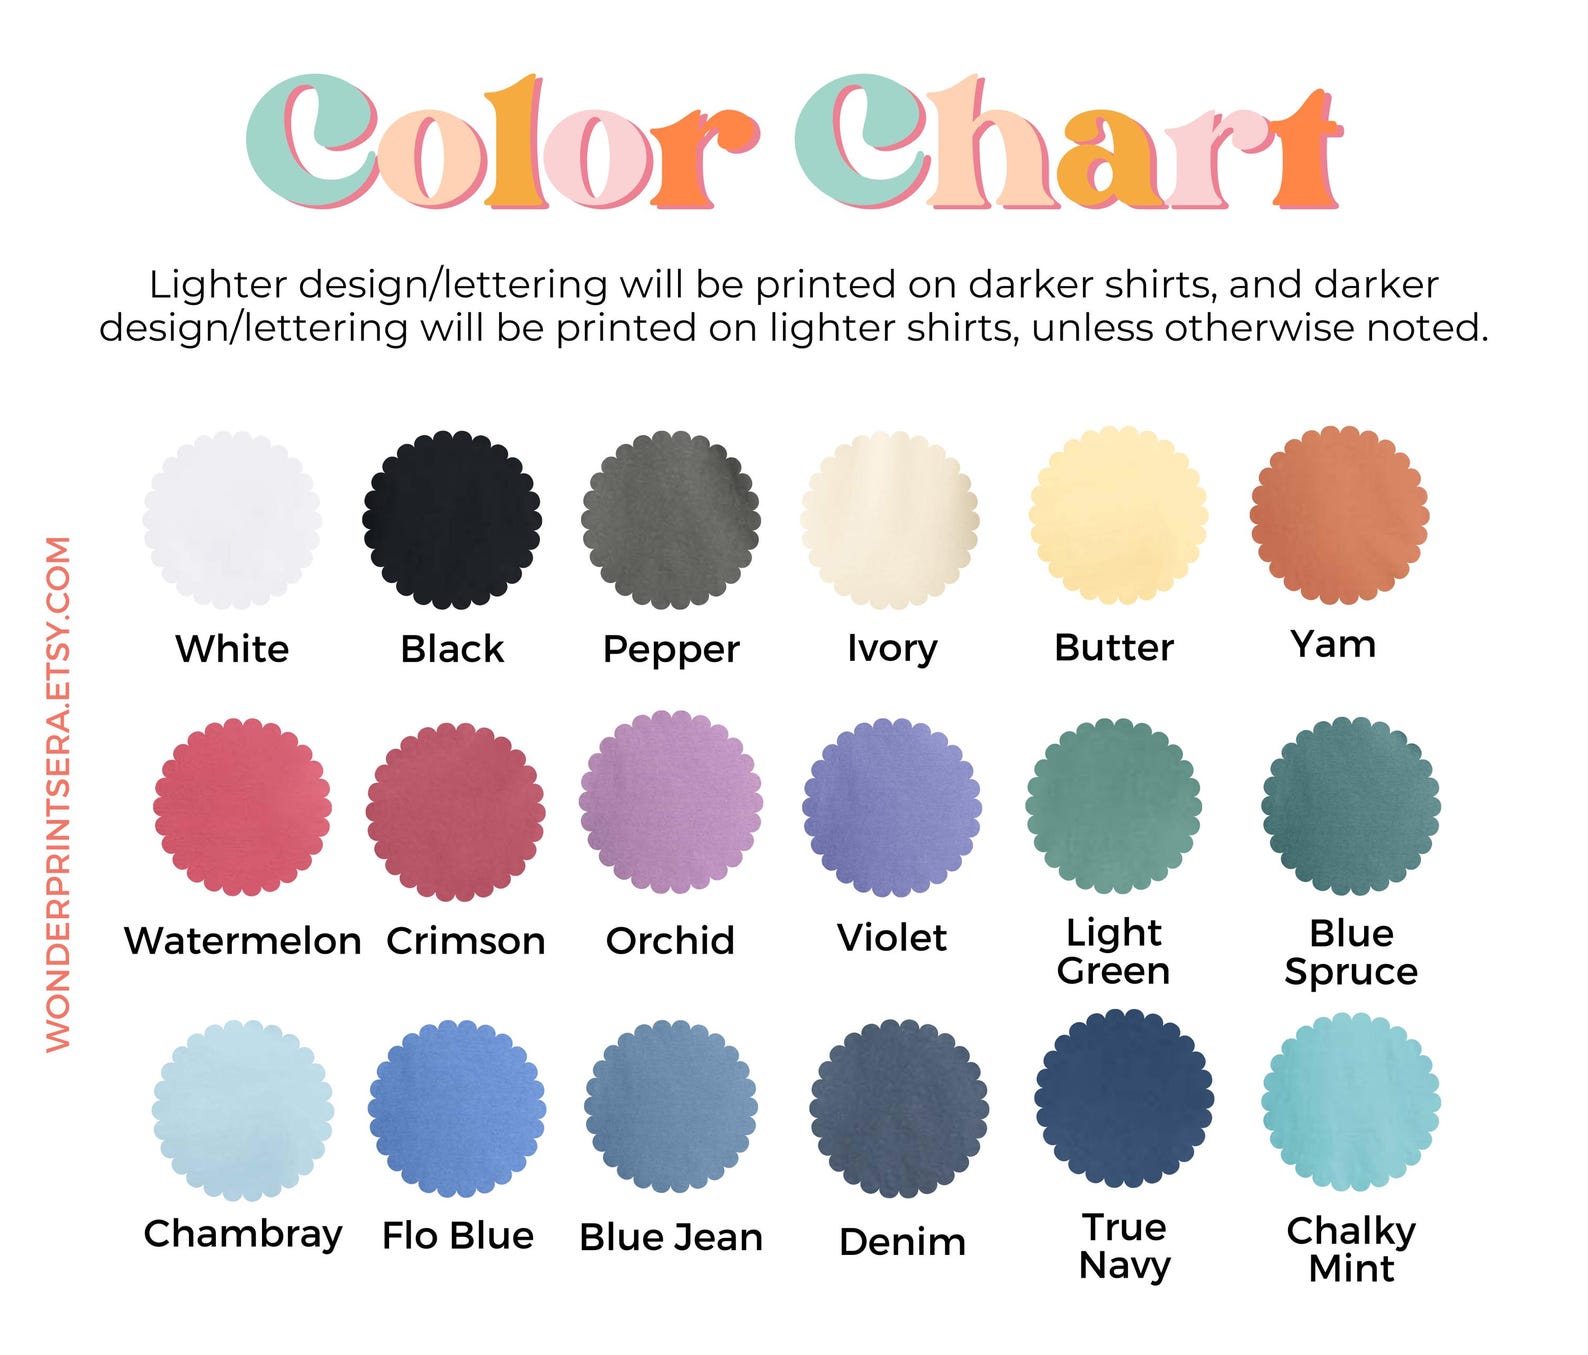 Color Chart
Lighter design/lettering will be printed on darker shirts, and darker
design/lettering will be printed on lighter shirts, unless otherwise noted.
WONDERPRINTSERA.ETSY.COM
White
Black
Pepper
Ivory
Butter
Yam
Watermelon
Crimson
Orchid
Violet
Light
Green
Blue
Spruce
Chambray
Flo Blue
Blue Jean
Denim
True
Navy
Chalky
Mint